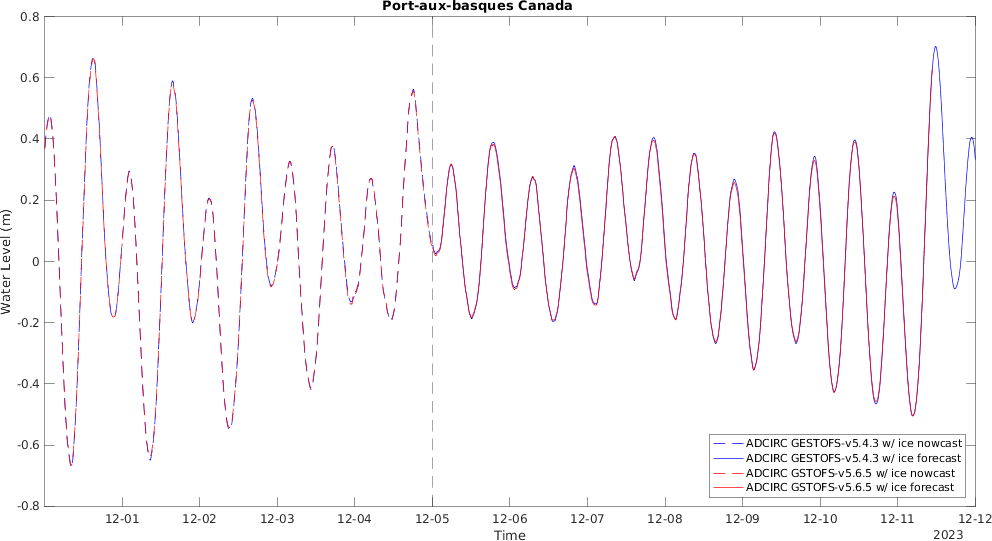 Port-aux-basques Canada
0.8
0.6
0.4
0.2
0
-0.2
-0.4
-0.6
-0.8
Water Level (m)
12-01 12-02 12-03 12-04 12-05 12-06 12-07 12-08 12-09 12-10 12-11 12-12
Time
2023
ADCIRC GESTOFS-v5.4.3 w/ ice nowcast
ADCIRC GESTOFS-v5.4.3 w/ ice forecast
ADCIRC GSTOFS-v5.6.5 w/ ice nowcast
ADCIRC GSTOFS-v5.6.5 w/ ice forecast